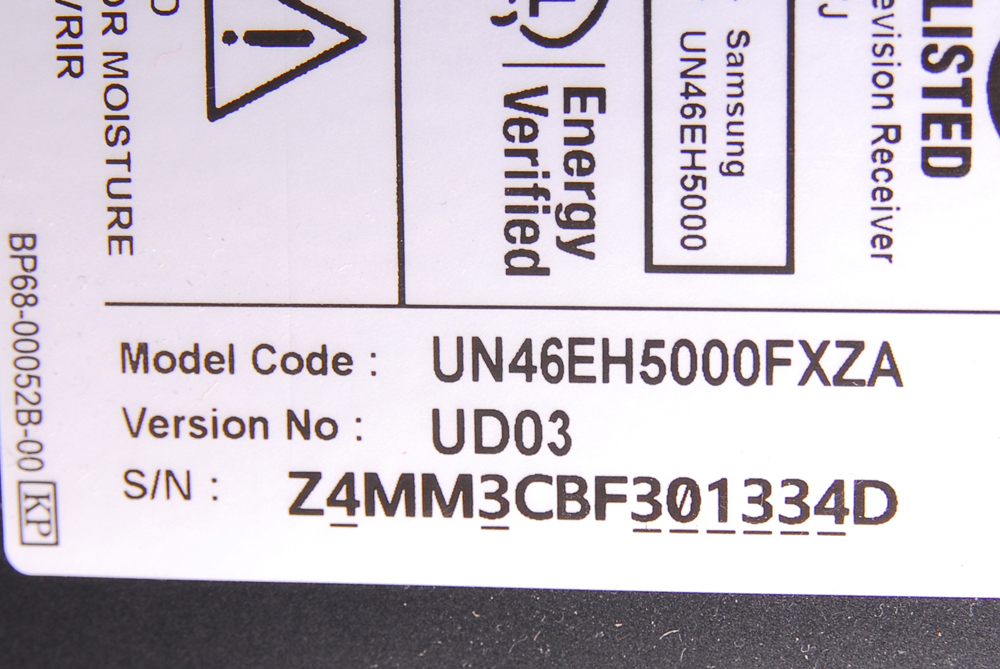 /RIR
OR MOISTURE
Energy
Verified
Samsung
UN46EH5000
evision Receiver
LISTED
BP68-00052B-00 KP
Model Code : UN46EH5000FXZA
Version No : UD03
S/N : Z4MM3CBF301334D